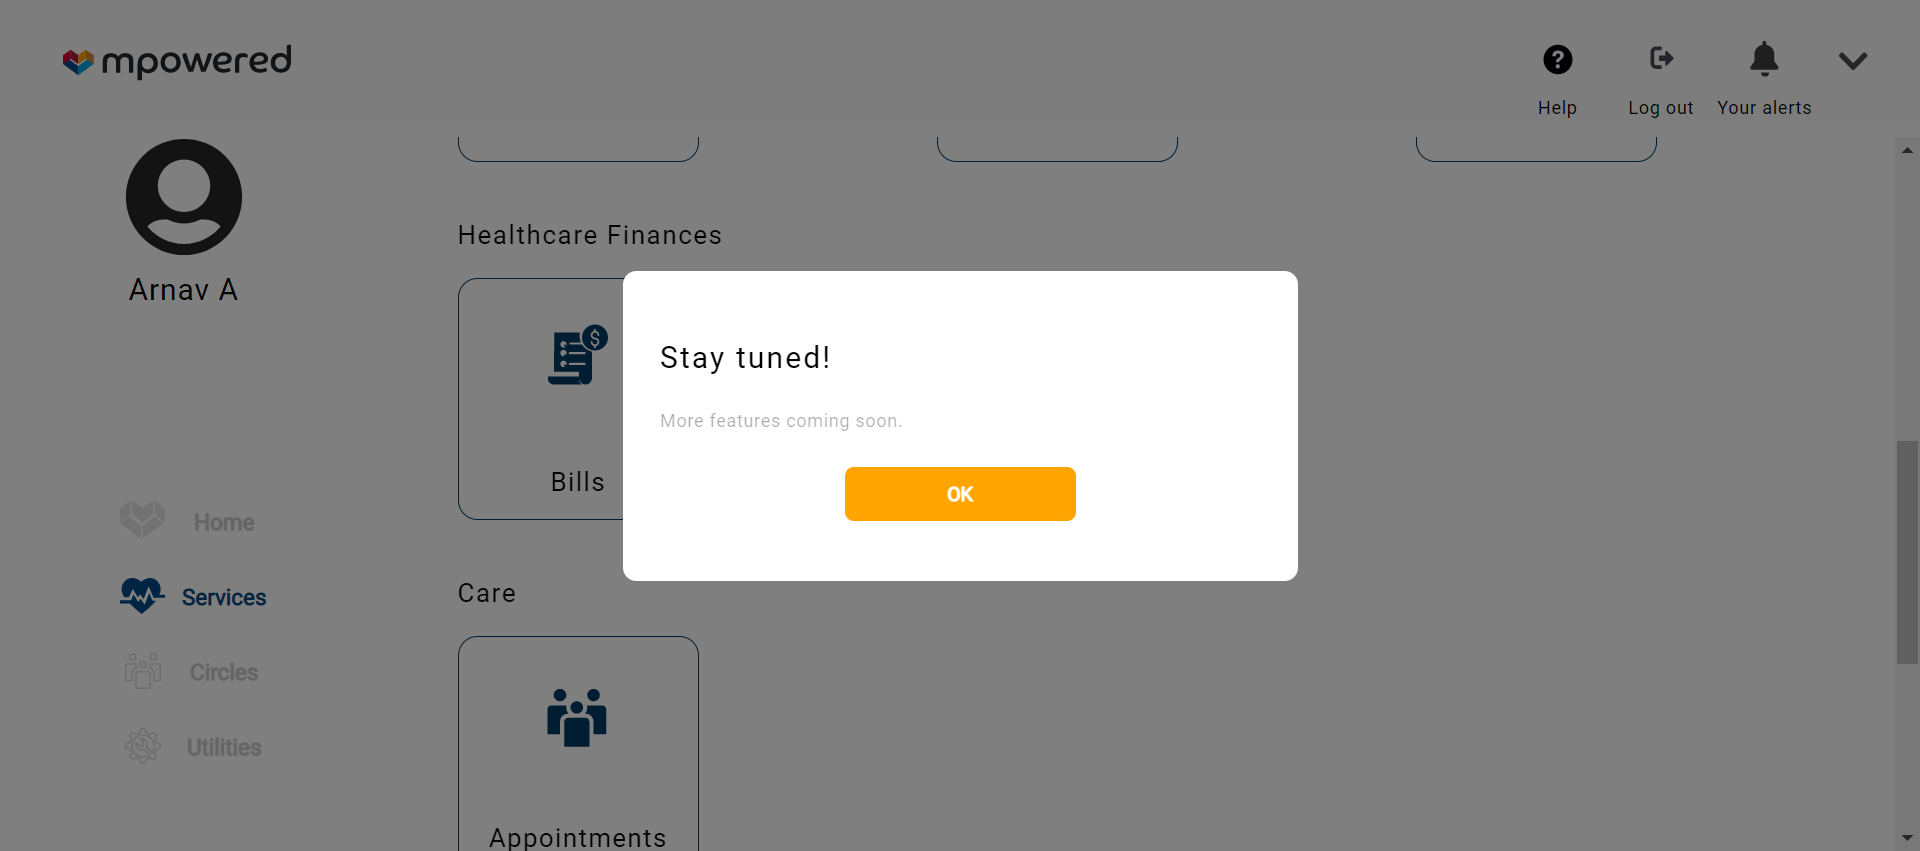 mpowered
Help
Log out
Your alerts
Arnav A
Home
Services
Circles
Utilities
Healthcare Finances
$
Bills
Care
Appointments
Stay tuned!
More features coming soon.
OK